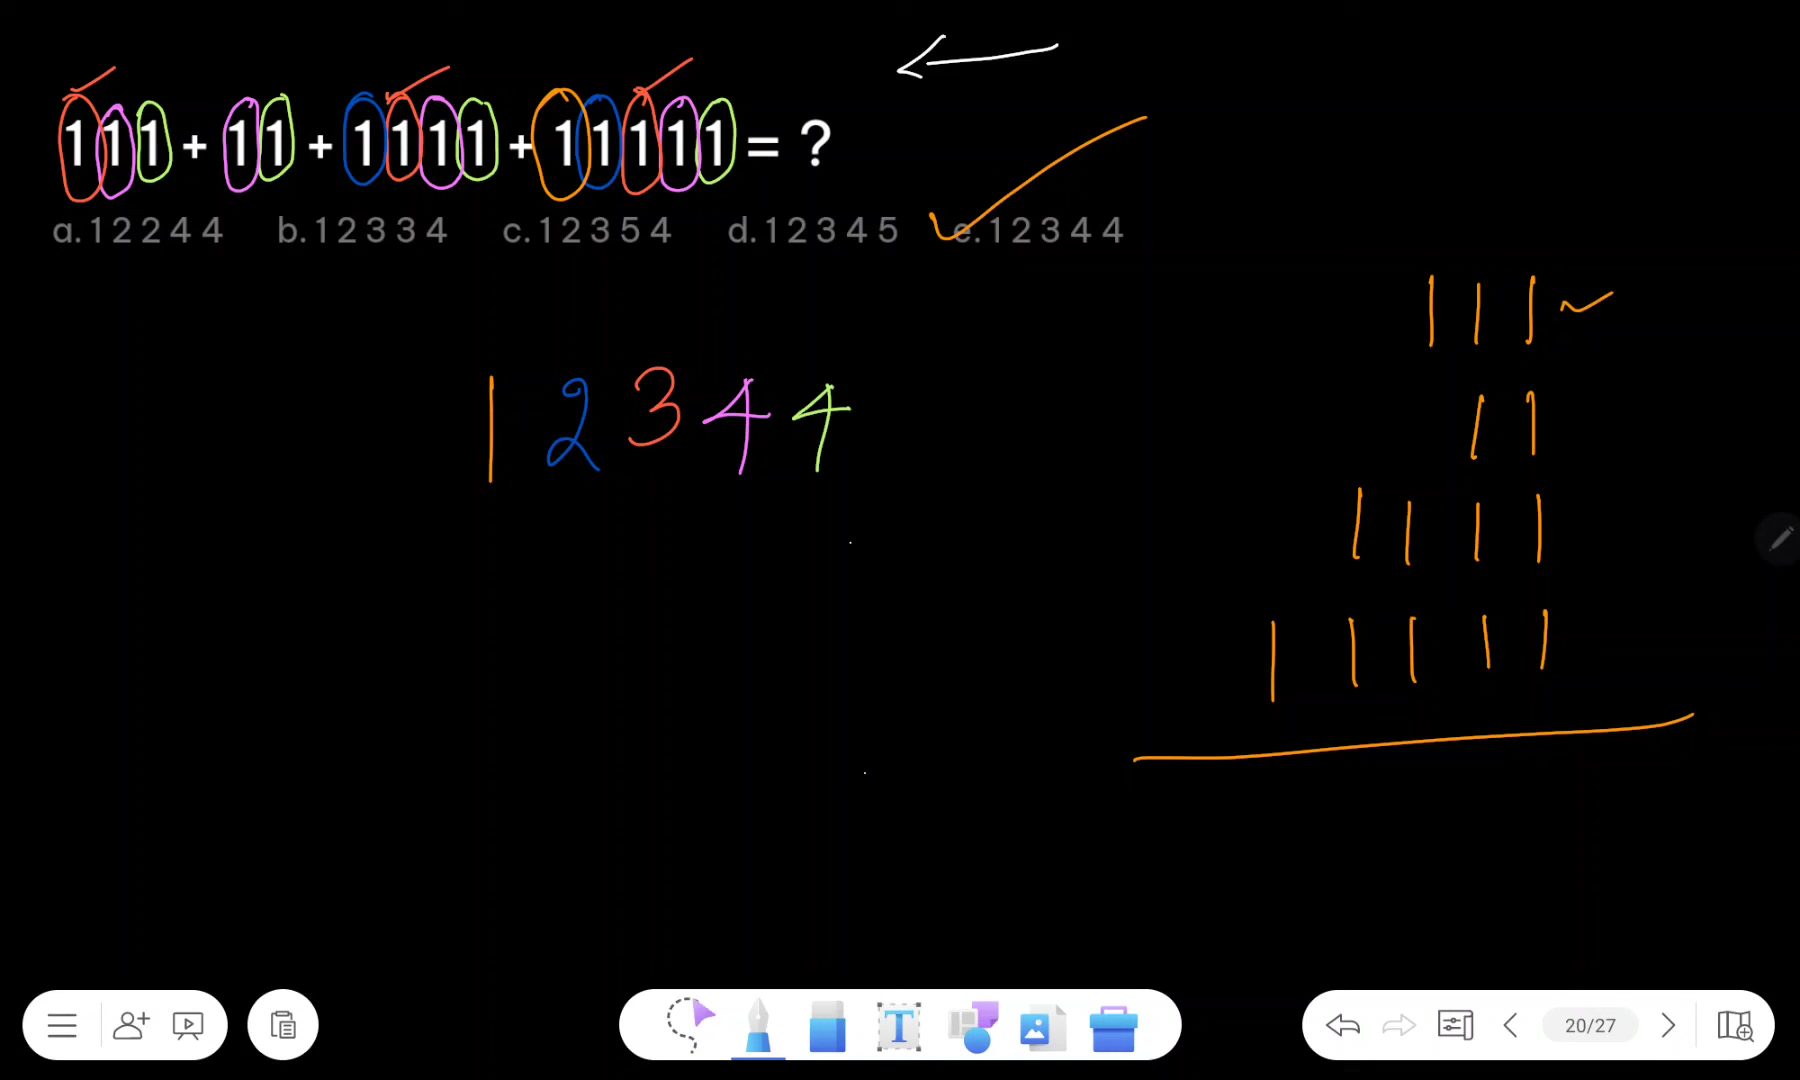 111 + 11 + 1111 + 11111 = ?
a. 12244 b. 12334 c. 12354 d. 12345 e. 12344
111
12344
11
1111
11111
T
20/27